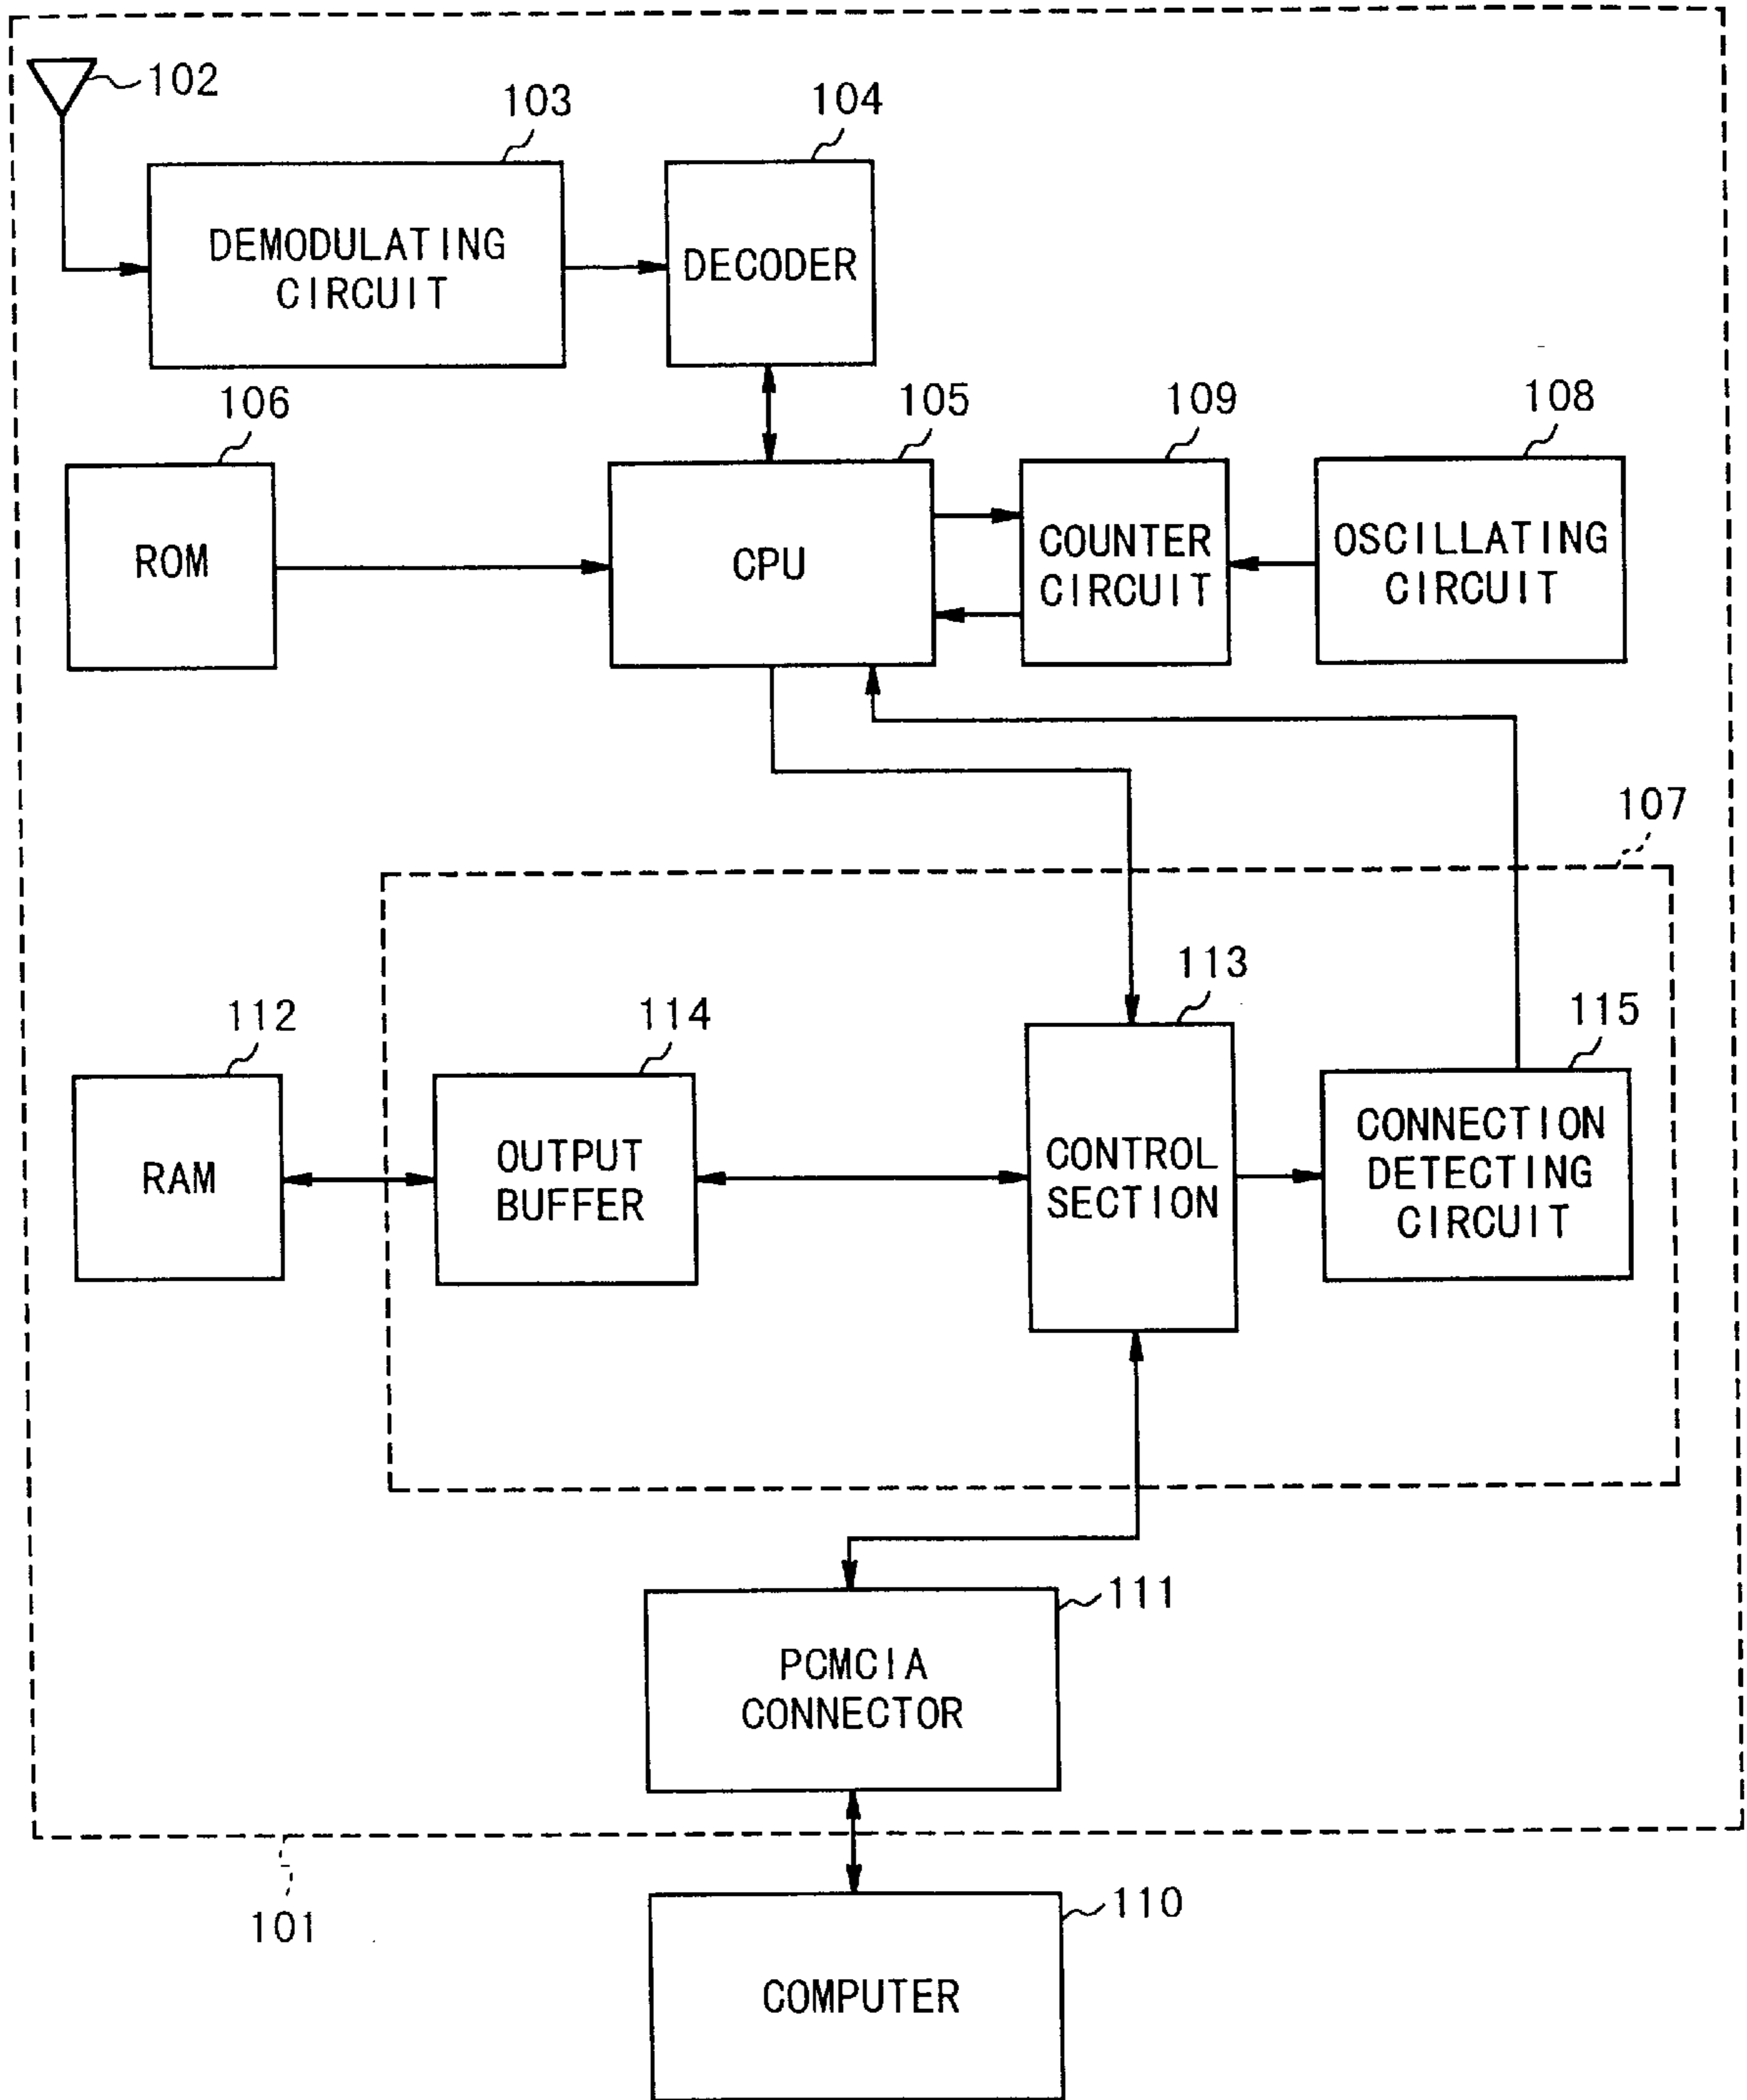 102
103
104
DEMODULATING
CIRCUIT
DECODER
106
105
109
108
ROM
CPU
COUNTER
CIRCUIT
OSCILLATING
CIRCUIT
107
113
112
114
115
RAM
OUTPUT
BUFFER
CONTROL
SECTION
CONNECTION
DETECTING
CIRCUIT
111
PCMCIA
CONNECTOR
101
110
COMPUTER